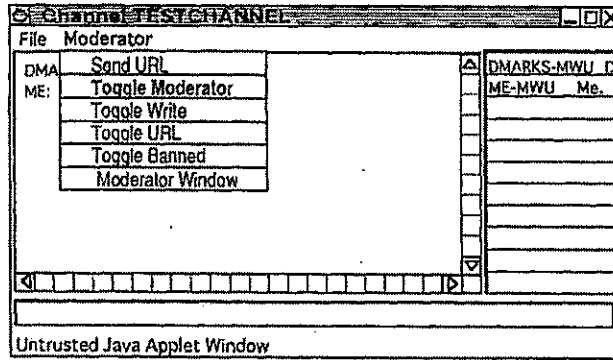 Channel TESTCHANNEL
File Moderator
Send URL
DMA Toggle Moderator
ME: Toggle Write
Toggle URL
Toggle Banned
Moderator Window
DMARKS-MWU D
ME-MWU Me.
Untrusted Java Applet Window